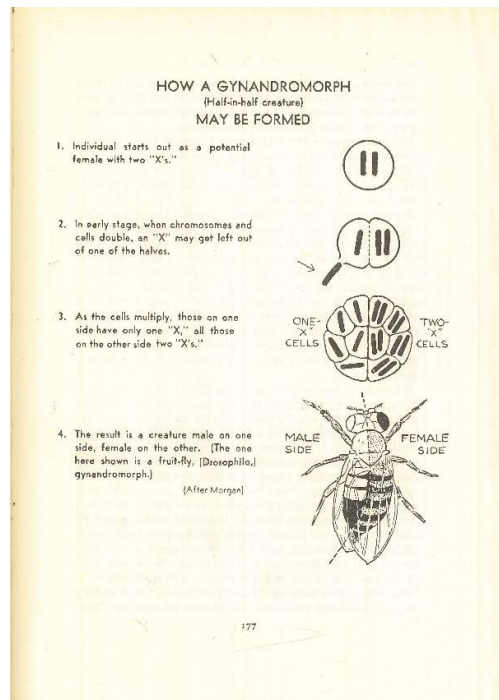 HOW A GYNANDROMORPH
(Half-in-half creature)
MAY BE FORMED
1. Individual starts out as a potential
female with two "X's."
2. In early stage, when chromosomes and
cells double, an "X" may get left out
of one of the halves.
3. As the cells multiply, those on one
side have only one "X," all those
on the other side two "X's."
ONE-
"X"
CELLS
TWO-
"X"
CELLS
4. The result is a creature male on one
side, female on the other. (The one
here shown is a fruit-fly, [Drosophila,]
gynandromorph.)
(After Morgan)
MALE
SIDE
FEMALE
SIDE
177